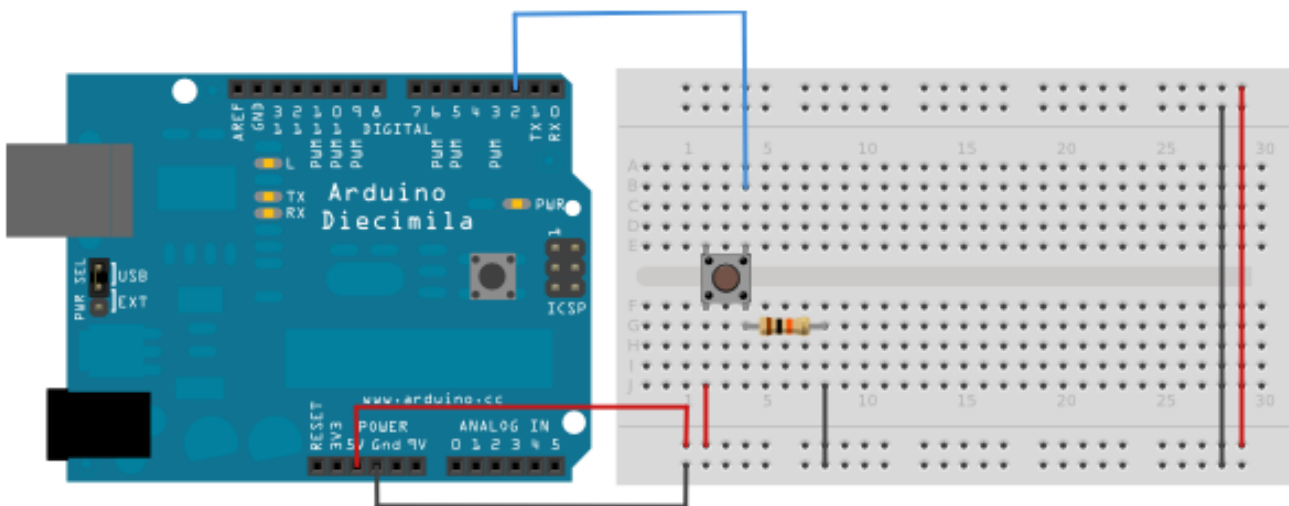 AREF
GND
13
12
11
10
9
8
7
6
5
4
3
2
1
0
PWM
PWM
PWM
DIGITAL
PWM
PWM
PWM
TX
RX
L
TX
RX
Arduino
Diecimila
PWR
1
ICSP
PWR SEL
USB
EXT
www.arduino.cc
POWER
ANALOG IN
RESET
3V3
5V Gnd 9V
0 1 2 3 4 5
1 5 10 15 20 25 30
A
B
C
D
E
F
G
H
I
J
1 5 10 15 20 25 30